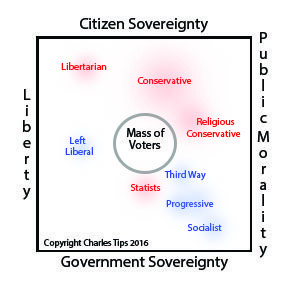 Citizen Sovereignty
Liberty
Public Morality
Libertarian
Conservative
Religious
Conservative
Mass of
Voters
Left
Liberal
Third Way
Statists
Progressive
Socialist
Copyright Charles Tips 2016
Government Sovereignty